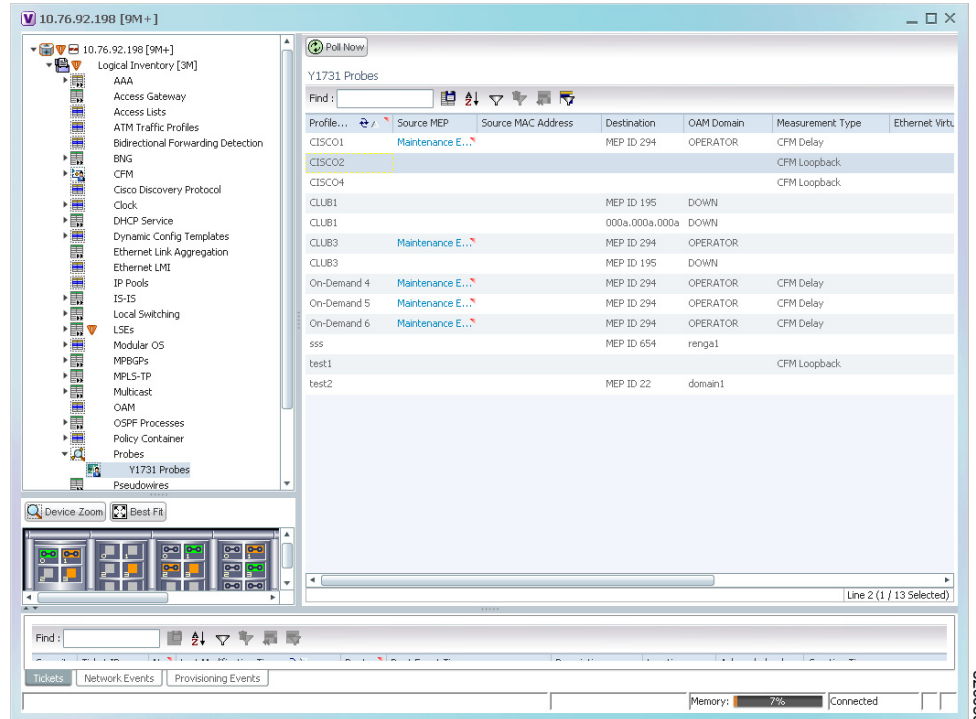 10.76.92.198 [9M+]
10.76.92.198 [9M+]
Logical Inventory [3M]
AAA
Access Gateway
Access Lists
ATM Traffic Profiles
Bidirectional Forwarding Detection
BNG
CFM
Cisco Discovery Protocol
Clock
DHCP Service
Dynamic Config Templates
Ethernet Link Aggregation
Ethernet LMI
IP Pools
IS-IS
Local Switching
LSEs
Modular OS
MPBGPs
MPLS-TP
Multicast
OAM
OSPF Processes
Policy Container
Probes
Y1731 Probes
Pseudowires
Device Zoom Best Fit
Poll Now
Y1731 Probes
Find :
Profile... Source MEP Source MAC Address Destination OAM Domain Measurement Type Ethernet Virtu
CISCO1 Maintenance E... MEP ID 294 OPERATOR CFM Delay
CISCO2 CFM Loopback
CISCO4 CFM Loopback
CLUB1 MEP ID 195 DOWN
CLUB1 000a.000a.000a DOWN
CLUB3 Maintenance E... MEP ID 294 OPERATOR
CLUB3 MEP ID 195 DOWN
On-Demand 4 Maintenance E... MEP ID 294 OPERATOR CFM Delay
On-Demand 5 Maintenance E... MEP ID 294 OPERATOR CFM Delay
On-Demand 6 Maintenance E... MEP ID 294 OPERATOR CFM Delay
sss MEP ID 654 renga1
test1 CFM Loopback
test2 MEP ID 22 domain1
Line 2 (1 / 13 Selected)
Find :
Tickets Network Events Provisioning Events
Memory: 7% Connected